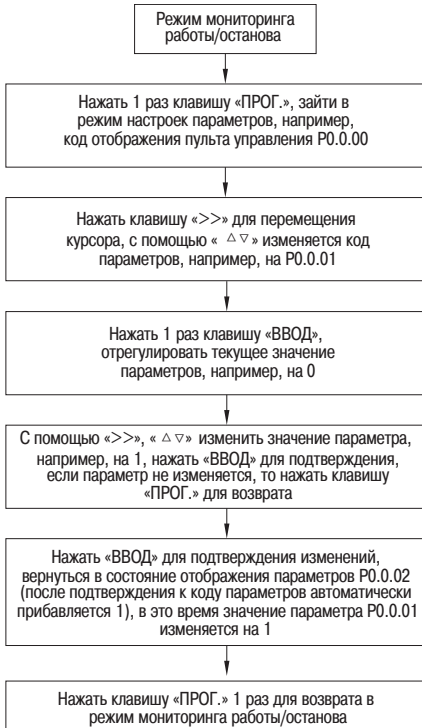 Режим мониторинга
работы/останова
Нажать 1 раз клавишу «ПРОГ.», зайти в
режим настроек параметров, например,
код отображения пульта управления P0.0.00
Нажать клавишу «>>» для перемещения
курсора, с помощью « △ ▽ » изменяется код
параметров, например, на P0.0.01
Нажать 1 раз клавишу «ВВОД»,
отрегулировать текущее значение
параметров, например, на 0
С помощью «>>», « △ ▽» изменить значение параметра,
например, на 1, нажать «ВВОД» для подтверждения,
если параметр не изменяется, то нажать клавишу
«ПРОГ.» для возврата
Нажать «ВВОД» для подтверждения изменений,
вернуться в состояние отображения параметров P0.0.02
(после подтверждения к коду параметров автоматически
прибавляется 1), в это время значение параметра P0.0.01
изменяется на 1
Нажать клавишу «ПРОГ.» 1 раз для возврата в
режим мониторинга работы/останова